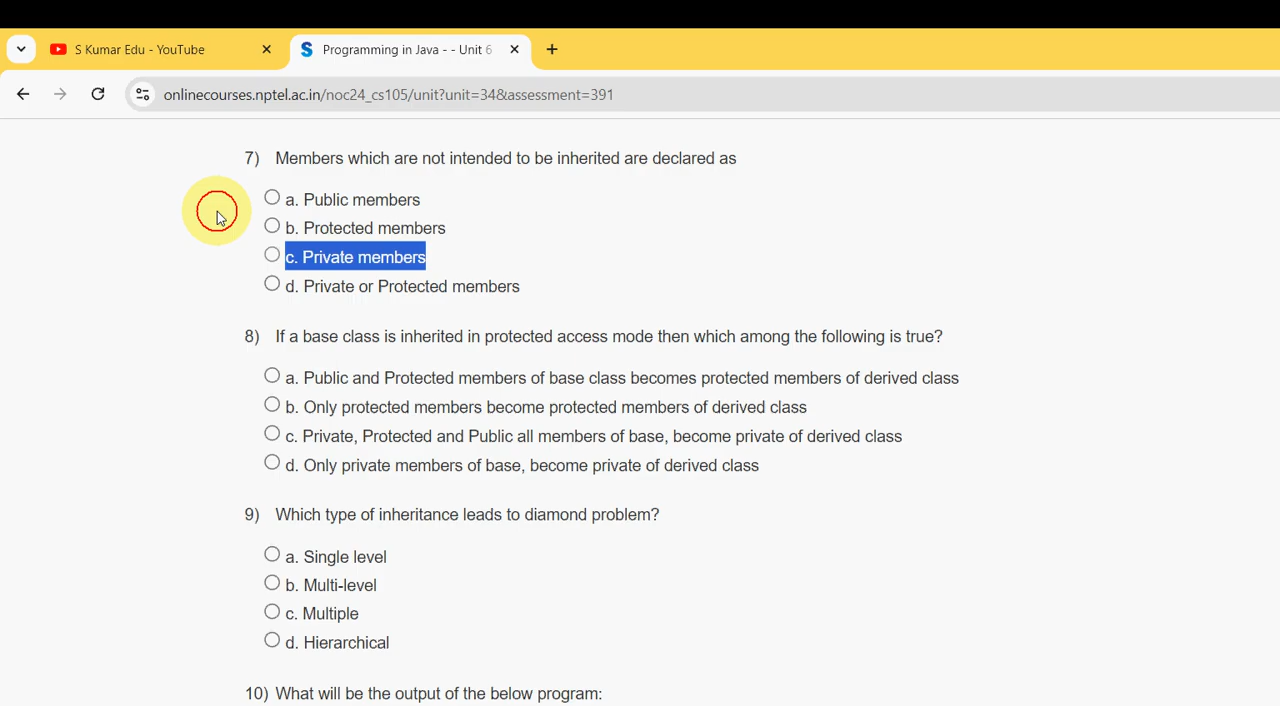 S Kumar Edu - YouTube
Programming in Java - - Unit 6
onlinecourses.nptel.ac.in/noc24_cs105/unit?unit=34&assessment=391
7) Members which are not intended to be inherited are declared as
a. Public members
b. Protected members
c. Private members
d. Private or Protected members
8) If a base class is inherited in protected access mode then which among the following is true?
a. Public and Protected members of base class becomes protected members of derived class
b. Only protected members become protected members of derived class
c. Private, Protected and Public all members of base, become private of derived class
d. Only private members of base, become private of derived class
9) Which type of inheritance leads to diamond problem?
a. Single level
b. Multi-level
c. Multiple
d. Hierarchical
10) What will be the output of the below program: